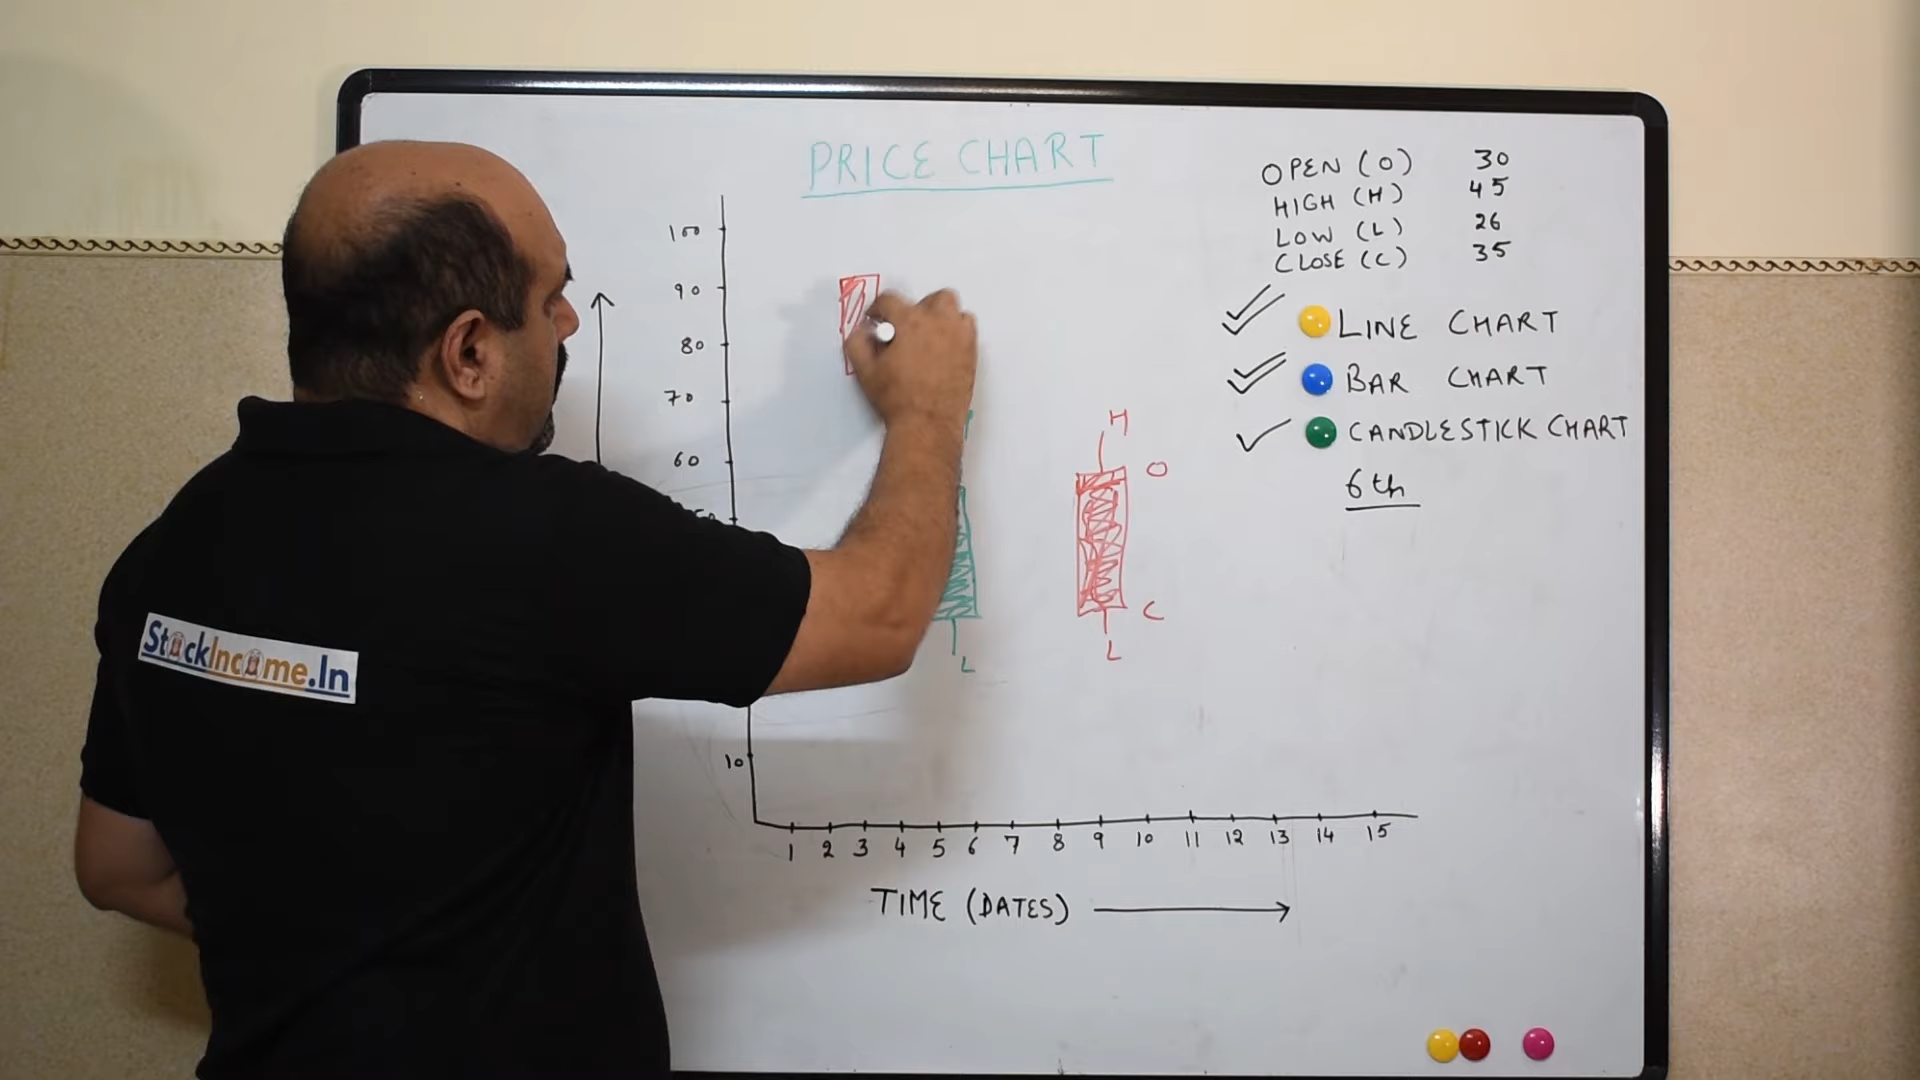 PRICE CHART
OPEN (O) 30
HIGH (H) 45
LOW (L) 26
CLOSE (C) 35
LINE CHART
BAR CHART
CANDLESTICK CHART
6th
100
90
80
70
60
50
10
H
O
C
L
L
1 2 3 4 5 6 7 8 9 10 11 12 13 14 15
TIME (DATES)
StockIncome.In